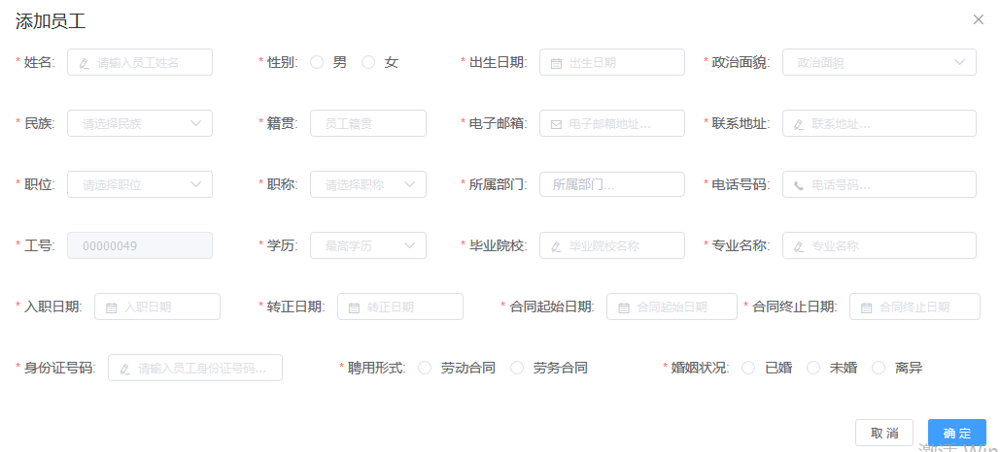 添加员工
* 姓名: 请输入员工姓名 * 性别: 男 女 * 出生日期: 出生日期 * 政治面貌: 政治面貌
* 民族: 请选择民族 * 籍贯: 员工籍贯 * 电子邮箱: 电子邮箱地址... * 联系地址: 联系地址...
* 职位: 请选择职位 * 职称: 请选择职称 * 所属部门: 所属部门... * 电话号码: 电话号码...
* 工号: 00000049 * 学历: 最高学历 * 毕业院校: 毕业院校名称 * 专业名称: 专业名称
* 入职日期: 入职日期 * 转正日期: 转正日期 * 合同起始日期: 合同起始日期 * 合同终止日期: 合同终止日期
* 身份证号码: 请输入员工身份证号码... * 聘用形式: 劳动合同 劳务合同 * 婚姻状况: 已婚 未婚 离异
取消 确定